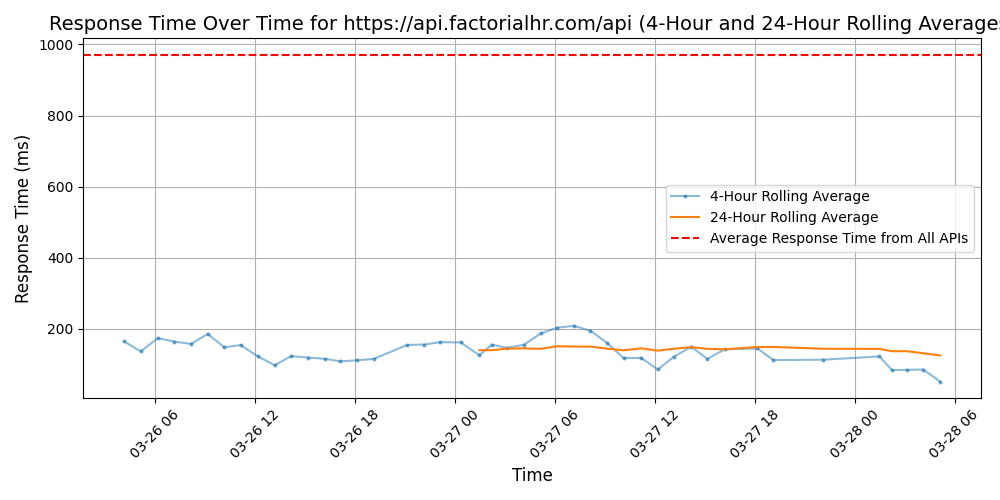 Response Time Over Time for https://api.factorialhr.com/api (4-Hour and 24-Hour Rolling Average
Response Time (ms)
1000
800
600
400
200
4-Hour Rolling Average
24-Hour Rolling Average
Average Response Time from All APIs
03-26 06
03-26 12
03-26 18
03-27 00
03-27 06
03-27 12
03-27 18
03-28 00
03-28 06
Time